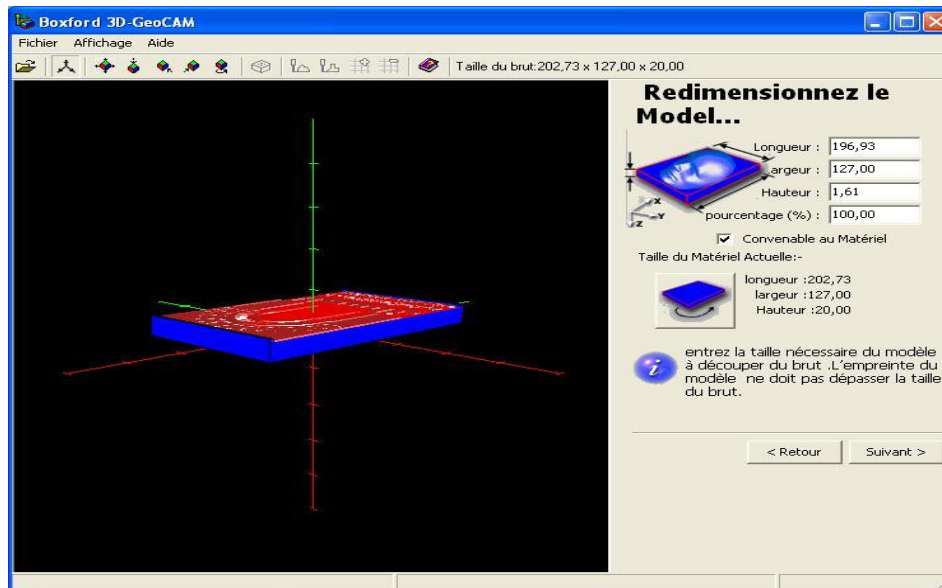 Boxford 3D-GeoCAM
Fichier Affichage Aide
Taille du brut:202,73 x 127,00 x 20,00
Redimensionnez le
Model...
Longueur : 196,93
argeur : 127,00
Hauteur : 1,61
X
Y
Z
pourcentage (%) : 100,00
Convenable au Matériel
Taille du Matériel Actuelle:-
longueur :202,73
largeur :127,00
Hauteur :20,00
entrez la taille nécessaire du modèle
à découper du brut .L'empreinte du
modèle ne doit pas dépasser la taille
du brut.
< Retour Suivant >